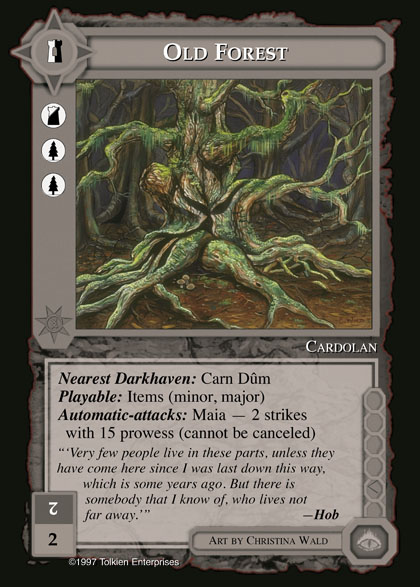 OLD FOREST
CARDOLAN
Nearest Darkhaven: Carn Dûm
Playable: Items (minor, major)
Automatic-attacks: Maia — 2 strikes
with 15 prowess (cannot be canceled)
“‘Very few people live in these parts, unless they
have come here since I was last down this way,
which is some years ago. But there is
somebody that I know of, who lives not
far away.’” –Hob
2
2
ART BY CHRISTINA WALD
©1997 Tolkien Enterprises